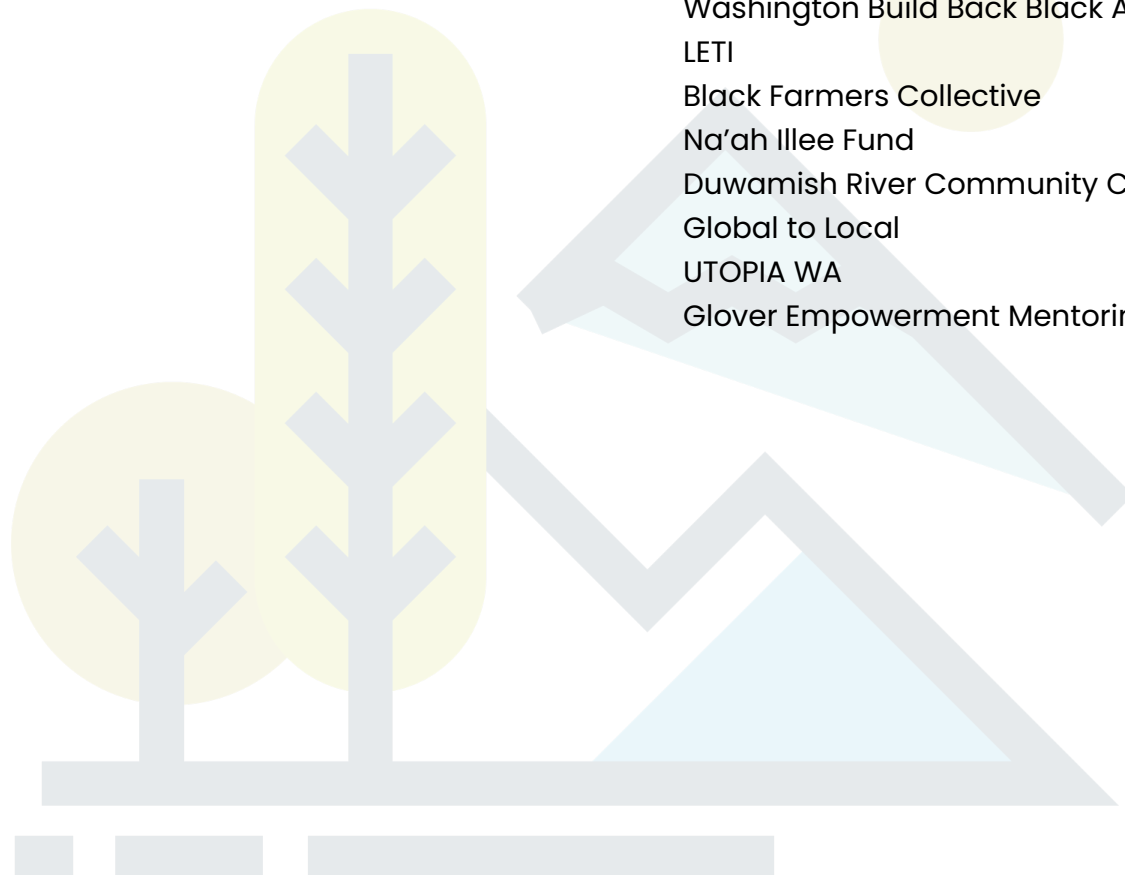 Washington Build Back Black A
LETI
Black Farmers Collective
Na’ah Illee Fund
Duwamish River Community C
Global to Local
UTOPIA WA
Glover Empowerment Mentorin